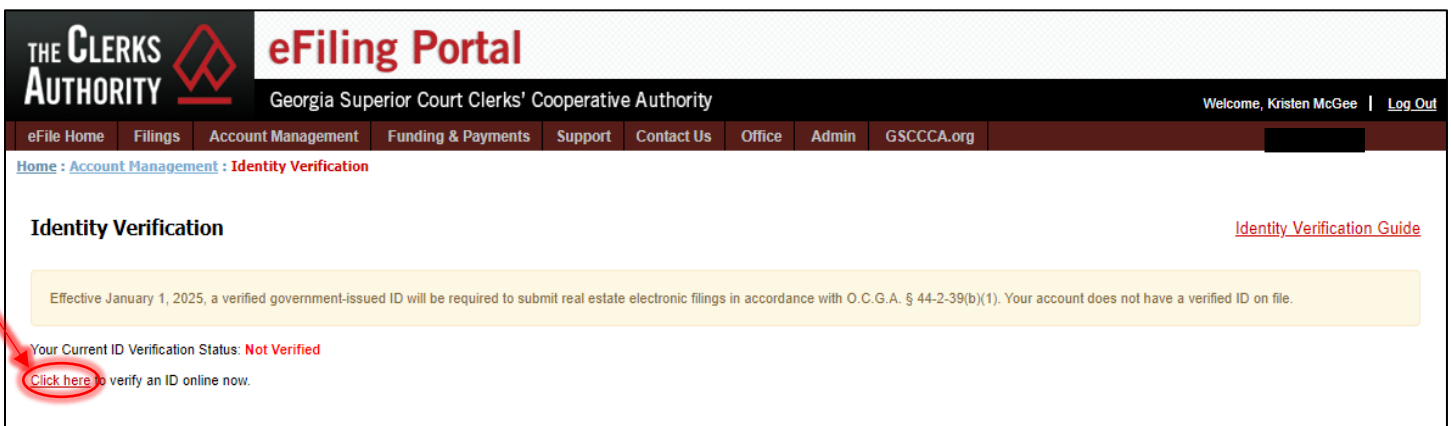 THE CLERKS
AUTHORITY
eFiling Portal
Georgia Superior Court Clerks' Cooperative Authority
Welcome, Kristen McGee | Log Out
eFile Home Filings Account Management Funding & Payments Support Contact Us Office Admin GSCCCA.org
Home : Account Management : Identity Verification
Identity Verification
Identity Verification Guide
Effective January 1, 2025, a verified government-issued ID will be required to submit real estate electronic filings in accordance with O.C.G.A. § 44-2-39(b)(1). Your account does not have a verified ID on file.
Your Current ID Verification Status: Not Verified
Click here to verify an ID online now.